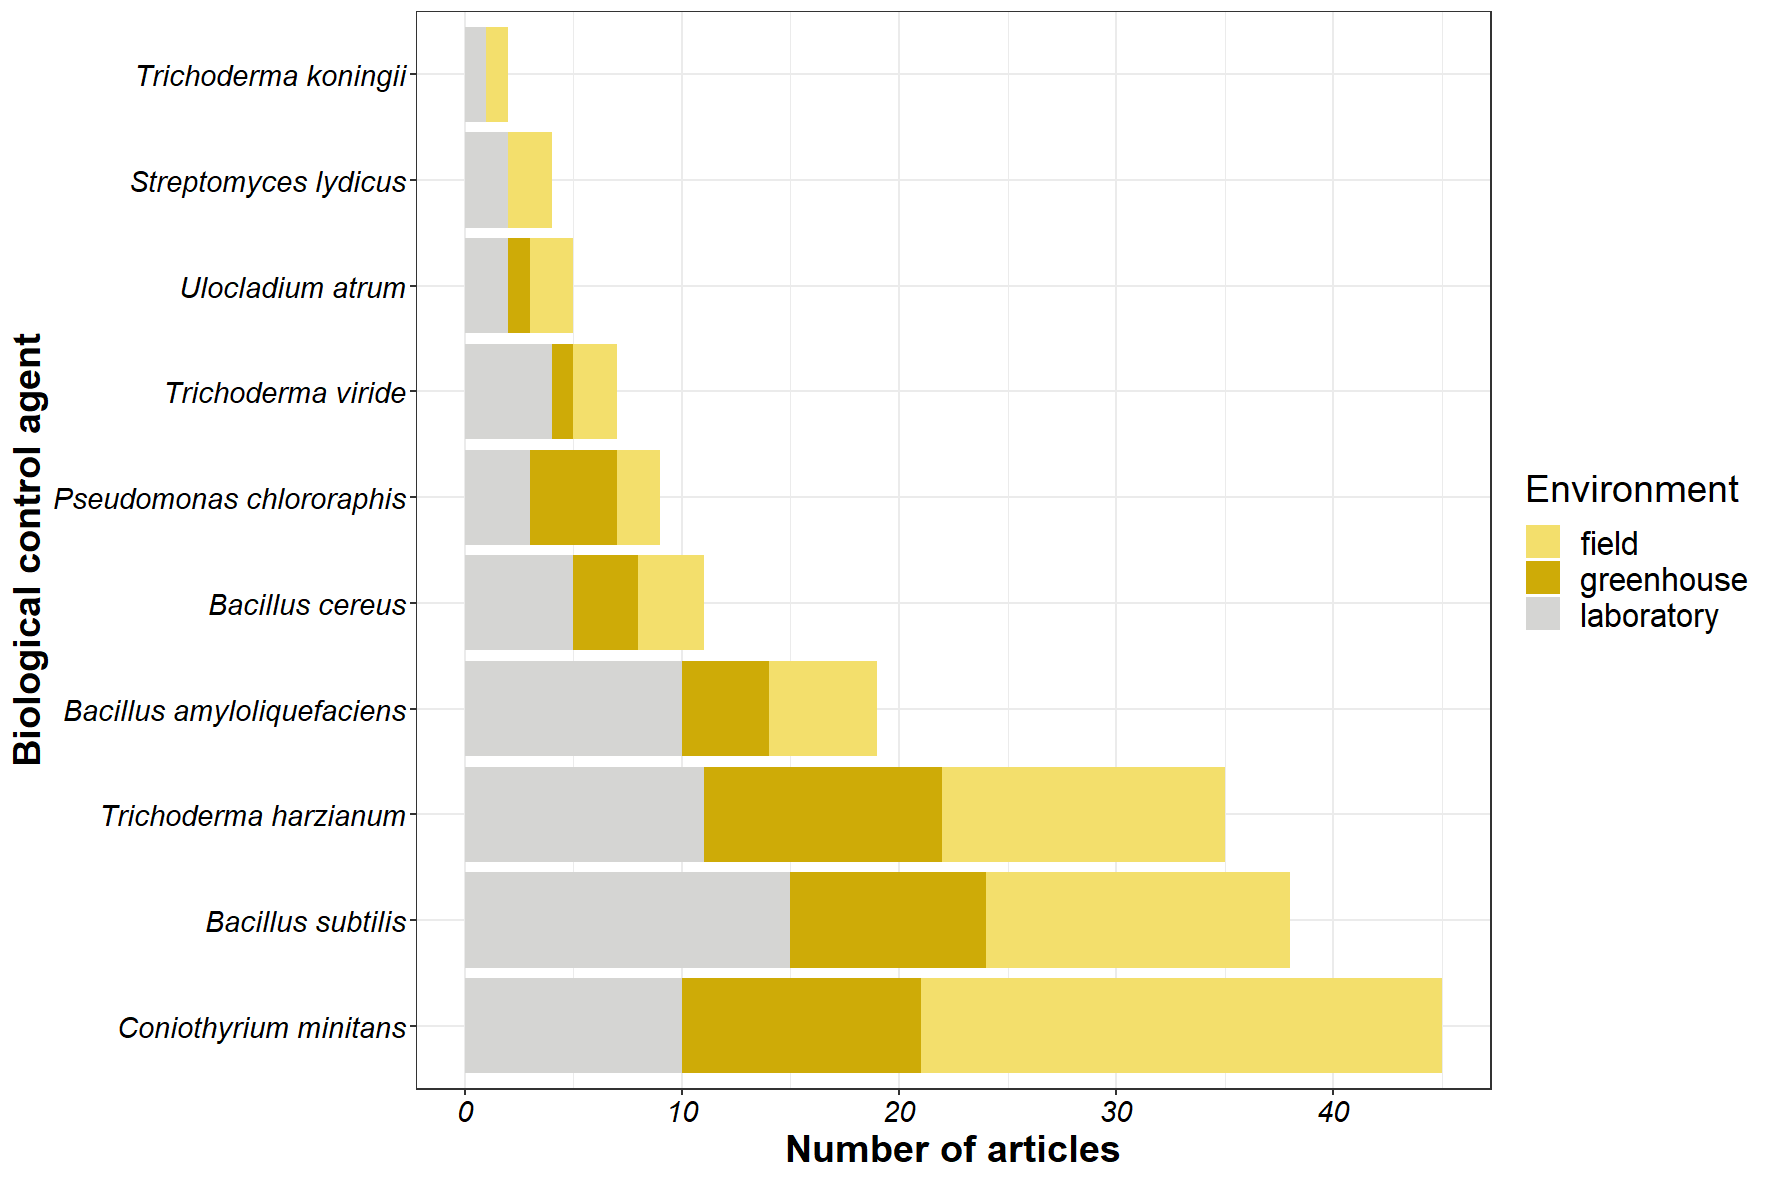 Biological control agent
Trichoderma koningii
Streptomyces lydicus
Ulocladium atrum
Trichoderma viride
Pseudomonas chlororaphis
Bacillus cereus
Bacillus amyloliquefaciens
Trichoderma harzianum
Bacillus subtilis
Coniothyrium minitans
0 10 20 30 40
Number of articles
Environment
field
greenhouse
laboratory